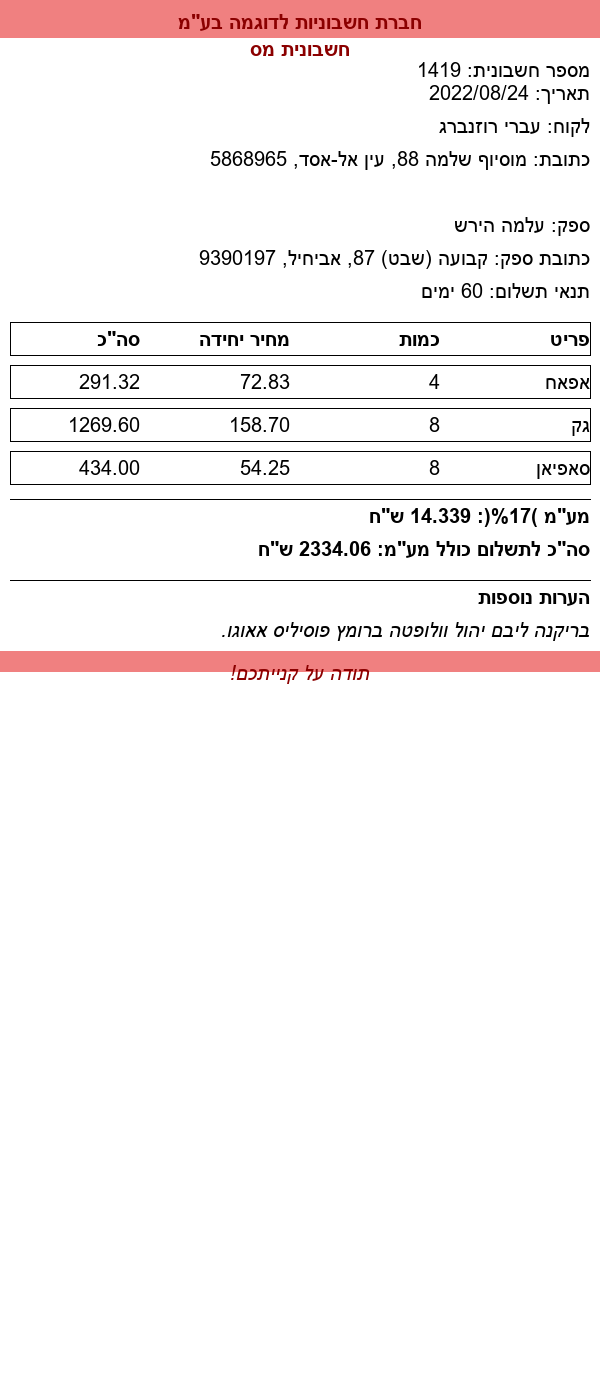 חברת חשבוניות לדוגמה בע"מ
חשבונית מס
מספר חשבונית: 1419
תאריך: 2022/08/24
לקוח: עברי רוזנברג
כתובת: מוסיוף שלמה 88, עין אל-אסד, 5868965
ספק: עלמה הירש
כתובת ספק: קבועה (שבט) 87, אביחיל, 9390197
תנאי תשלום: 60 ימים
פריט כמות מחיר יחידה סה"כ
אפאח 4 72.83 291.32
גק 8 158.70 1269.60
סאפיאן 8 54.25 434.00
מע"מ )17%(: 14.339 ש"ח
סה"כ לתשלום כולל מע"מ: 2334.06 ש"ח
הערות נוספות
בריקנה ליבם יהול וולופטה ברומץ פוסיליס אאוגו.
תודה על קנייתכם!